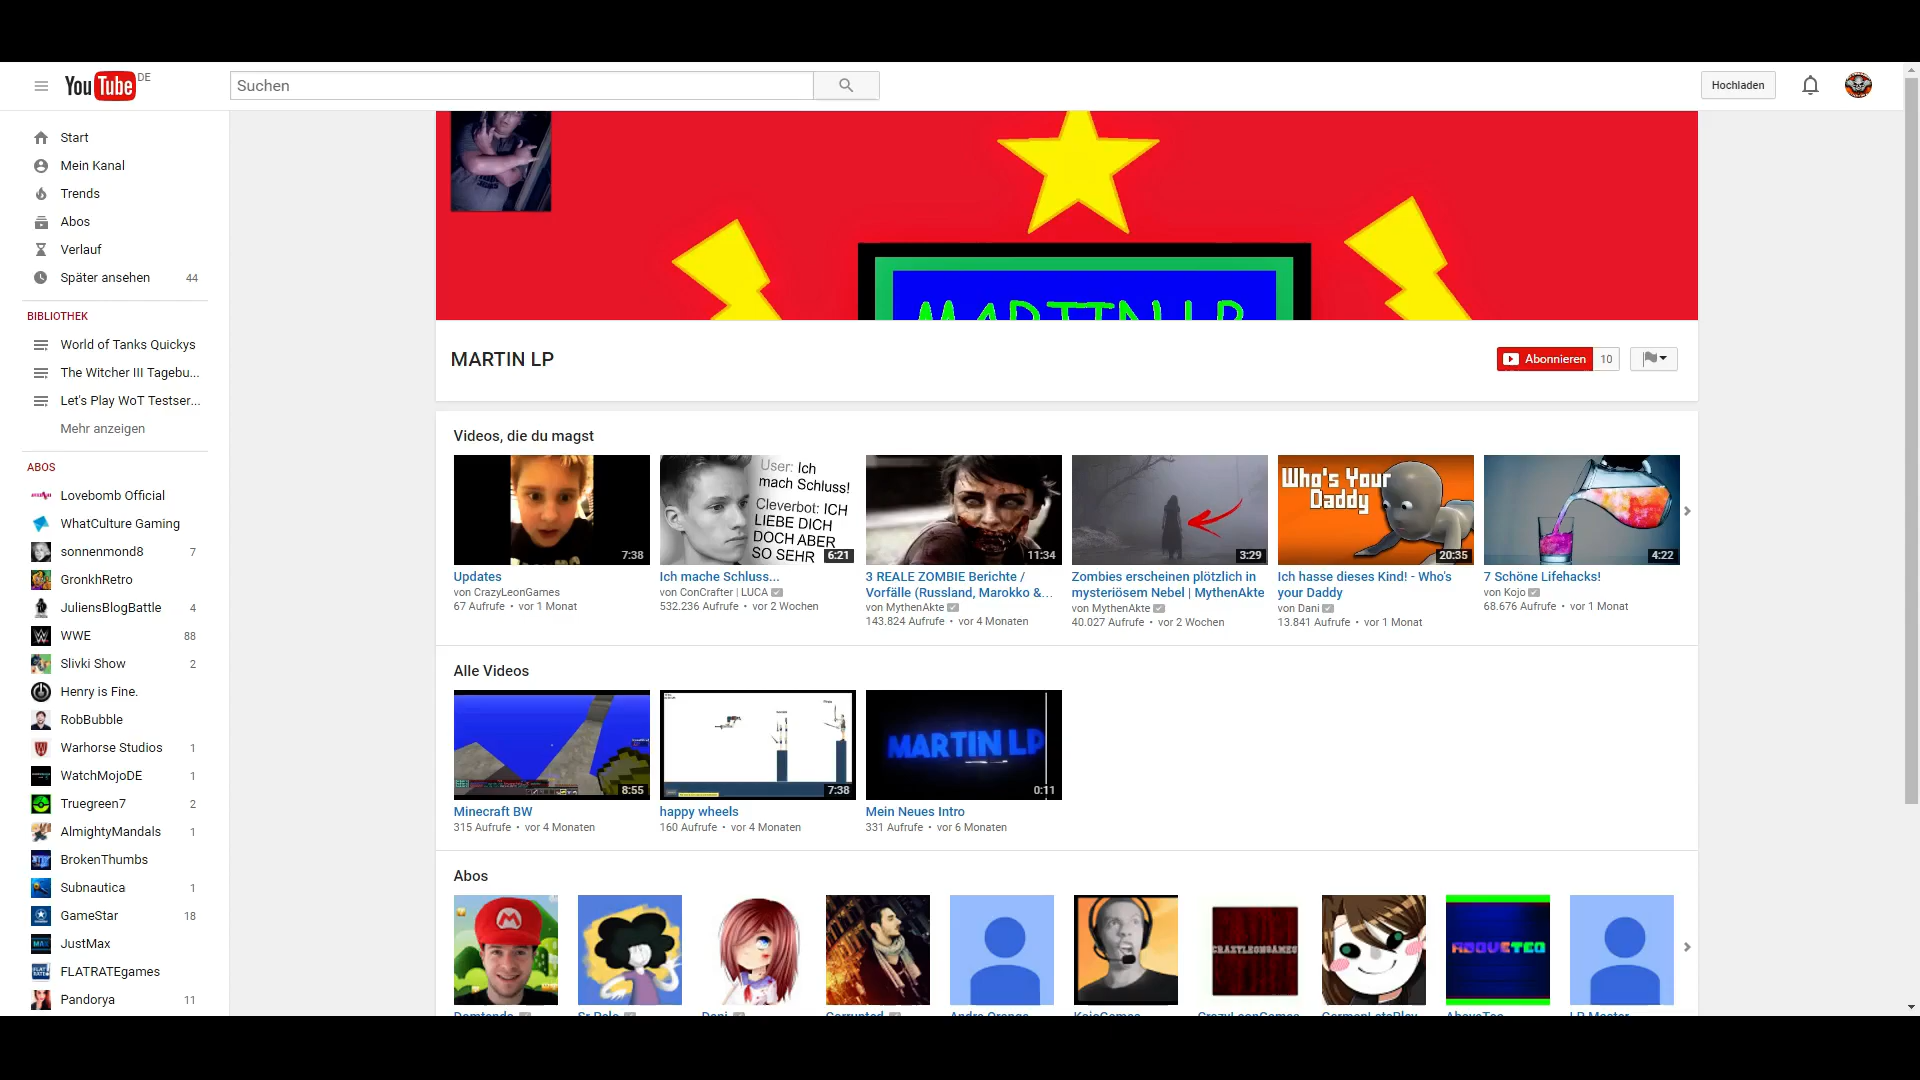 YouTube DE
Suchen
Hochladen
Start
Mein Kanal
Trends
Abos
Verlauf
Später ansehen 44
BIBLIOTHEK
World of Tanks Quickys
The Witcher III Tagebu...
Let's Play WoT Testser...
Mehr anzeigen
ABOS
Lovebomb Official
WhatCulture Gaming
sonnenmond8 7
GronkhRetro
JuliensBlogBattle 4
WWE 88
Slivki Show 2
Henry is Fine.
RobBubble
Warhorse Studios 1
WatchMojoDE 1
Truegreen7 2
AlmightyMandals 1
BrokenThumbs
Subnautica 1
GameStar 18
JustMax
FLATRATEgames
Pandorya 11
MARTIN LP
MARTIN LP
Abonnieren 10
Videos, die du magst
7:38
Updates
von CrazyLeonGames
67 Aufrufe • vor 1 Monat
User: Ich
mach Schluss!
Cleverbot: ICH
LIEBE DICH
DOCH ABER
SO SEHR
6:21
Ich mache Schluss...
von ConCrafter | LUCA
532.236 Aufrufe • vor 2 Wochen
11:34
3 REALE ZOMBIE Berichte /
Vorfälle (Russland, Marokko &...
von MythenAkte
143.824 Aufrufe • vor 4 Monaten
3:29
Zombies erscheinen plötzlich in
mysteriösem Nebel | MythenAkte
von MythenAkte
40.027 Aufrufe • vor 2 Wochen
Who's Your
Daddy
20:35
Ich hasse dieses Kind! - Who's
your Daddy
von Dani
13.841 Aufrufe • vor 1 Monat
4:22
7 Schöne Lifehacks!
von Kojo
68.676 Aufrufe • vor 1 Monat
Alle Videos
8:55
Minecraft BW
315 Aufrufe • vor 4 Monaten
7:38
happy wheels
160 Aufrufe • vor 4 Monaten
MARTIN LP
0:11
Mein Neues Intro
331 Aufrufe • vor 6 Monaten
Abos
M
CRAZYLEONGAMES